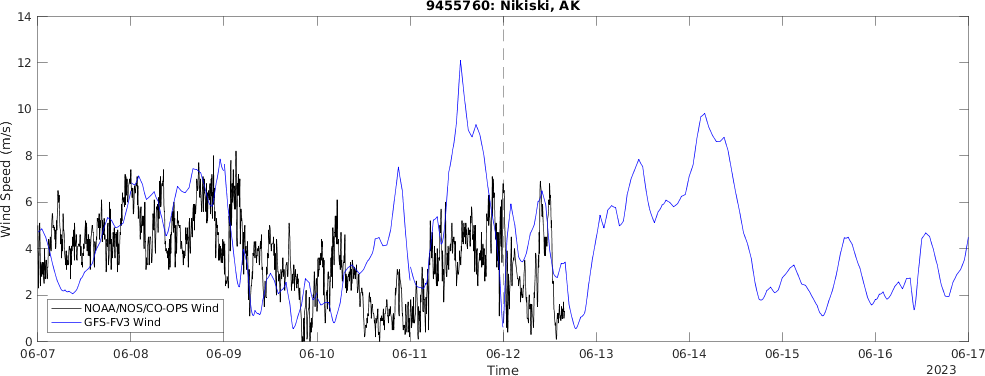 9455760: Nikiski, AK
Wind Speed (m/s)
14
12
10
8
6
4
2
0
NOAA/NOS/CO-OPS Wind
GFS-FV3 Wind
06-07 06-08 06-09 06-10 06-11 06-12 06-13 06-14 06-15 06-16 06-17
Time
2023